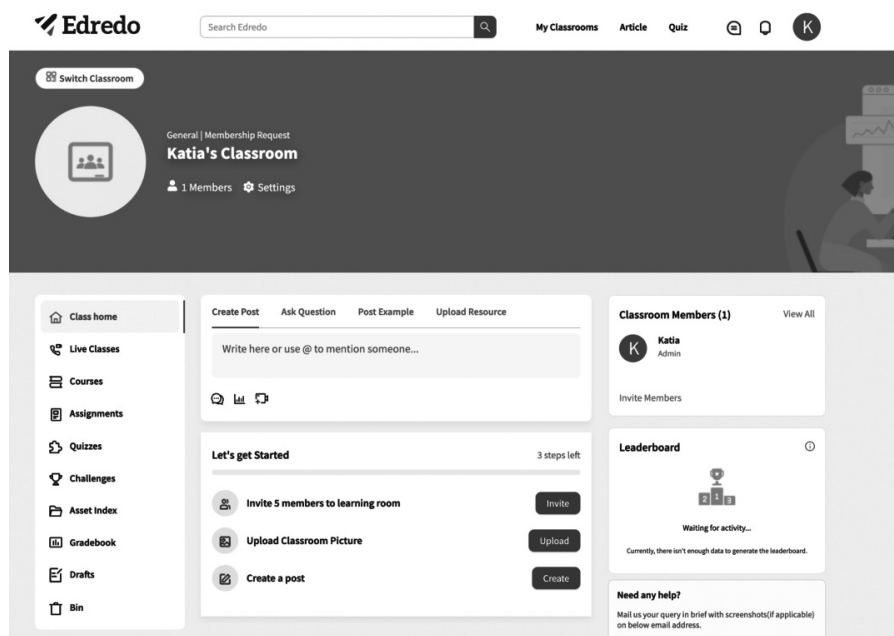 Edredo
Search Edredo
My Classrooms
Article
Quiz
K
Switch Classroom
General | Membership Request
Katia's Classroom
1 Members
Settings
Class home
Live Classes
Courses
Assignments
Quizzes
Challenges
Asset Index
Gradebook
Drafts
Bin
Create Post
Ask Question
Post Example
Upload Resource
Write here or use @ to mention someone...
Let's get Started
3 steps left
Invite 5 members to learning room
Invite
Upload Classroom Picture
Upload
Create a post
Create
Classroom Members (1)
View All
K
Katia
Admin
Invite Members
Leaderboard
2 1 3
Waiting for activity...
Currently, there isn't enough data to generate the leaderboard.
Need any help?
Mail us your query in brief with screenshots(if applicable)
on below email address.